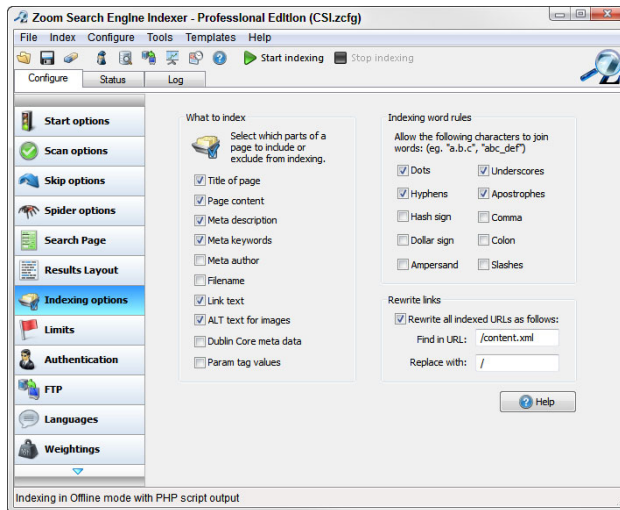 Zoom Search Engine Indexer - Professional Edition (CSI.zcfg)
File Index Configure Tools Templates Help
Start indexing Stop indexing
Configure Status Log
Start options
Scan options
Skip options
Spider options
Search Page
Results Layout
Indexing options
Limits
Authentication
FTP
Languages
Weightings
What to index
Select which parts of a
page to include or
exclude from indexing.
Title of page
Page content
Meta description
Meta keywords
Meta author
Filename
Link text
ALT text for images
Dublin Core meta data
Param tag values
Indexing word rules
Allow the following characters to join
words: (eg. "a.b.c", "abc_def")
Dots Underscores
Hyphens Apostrophes
Hash sign Comma
Dollar sign Colon
Ampersand Slashes
Rewrite links
Rewrite all indexed URLs as follows:
Find in URL: /content.xml
Replace with: /
Help
Indexing in Offline mode with PHP script output